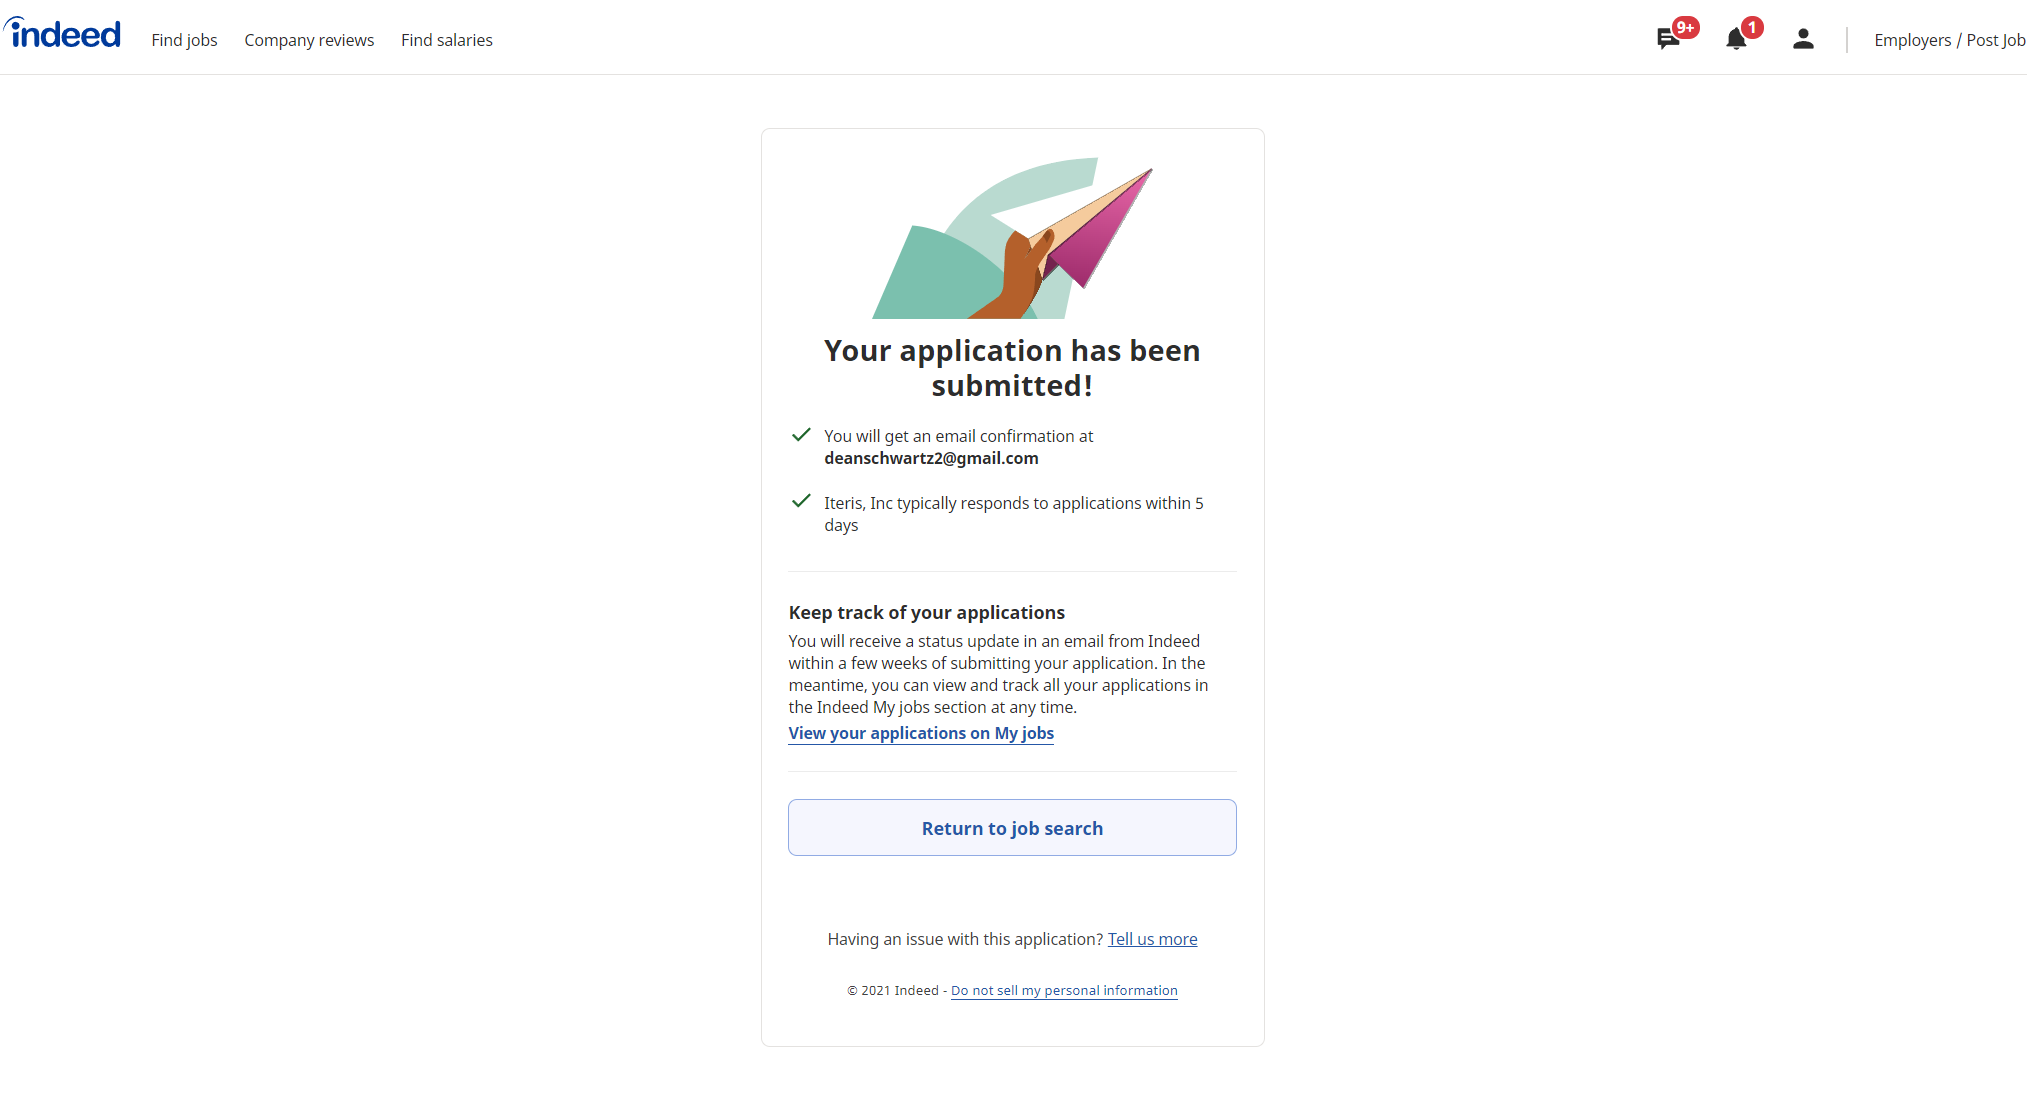 indeed
Find jobs
Company reviews
Find salaries
9+
1
Employers / Post Job
Your application has been
submitted!
You will get an email confirmation at
deanschwartz2@gmail.com
Iteris, Inc typically responds to applications within 5
days
Keep track of your applications
You will receive a status update in an email from Indeed
within a few weeks of submitting your application. In the
meantime, you can view and track all your applications in
the Indeed My jobs section at any time.
View your applications on My jobs
Return to job search
Having an issue with this application? Tell us more
© 2021 Indeed - Do not sell my personal information